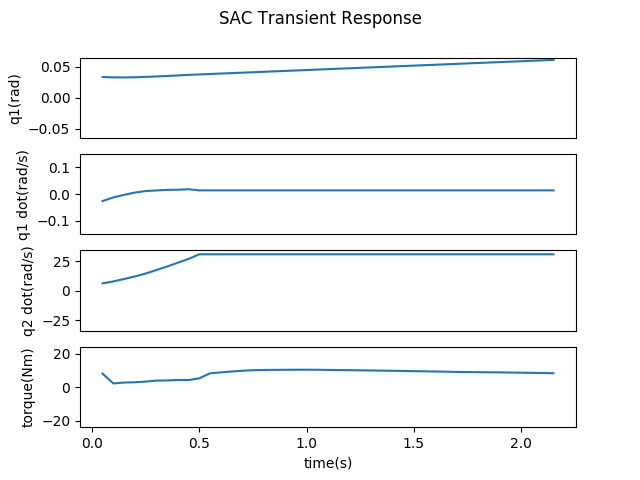 SAC Transient Response
0.05
0.00
−0.05
q1(rad)
0.1
0.0
−0.1
q1 dot(rad/s)
25
0
−25
q2 dot(rad/s)
20
0
−20
torque(Nm)
0.0 0.5 1.0 1.5 2.0
time(s)